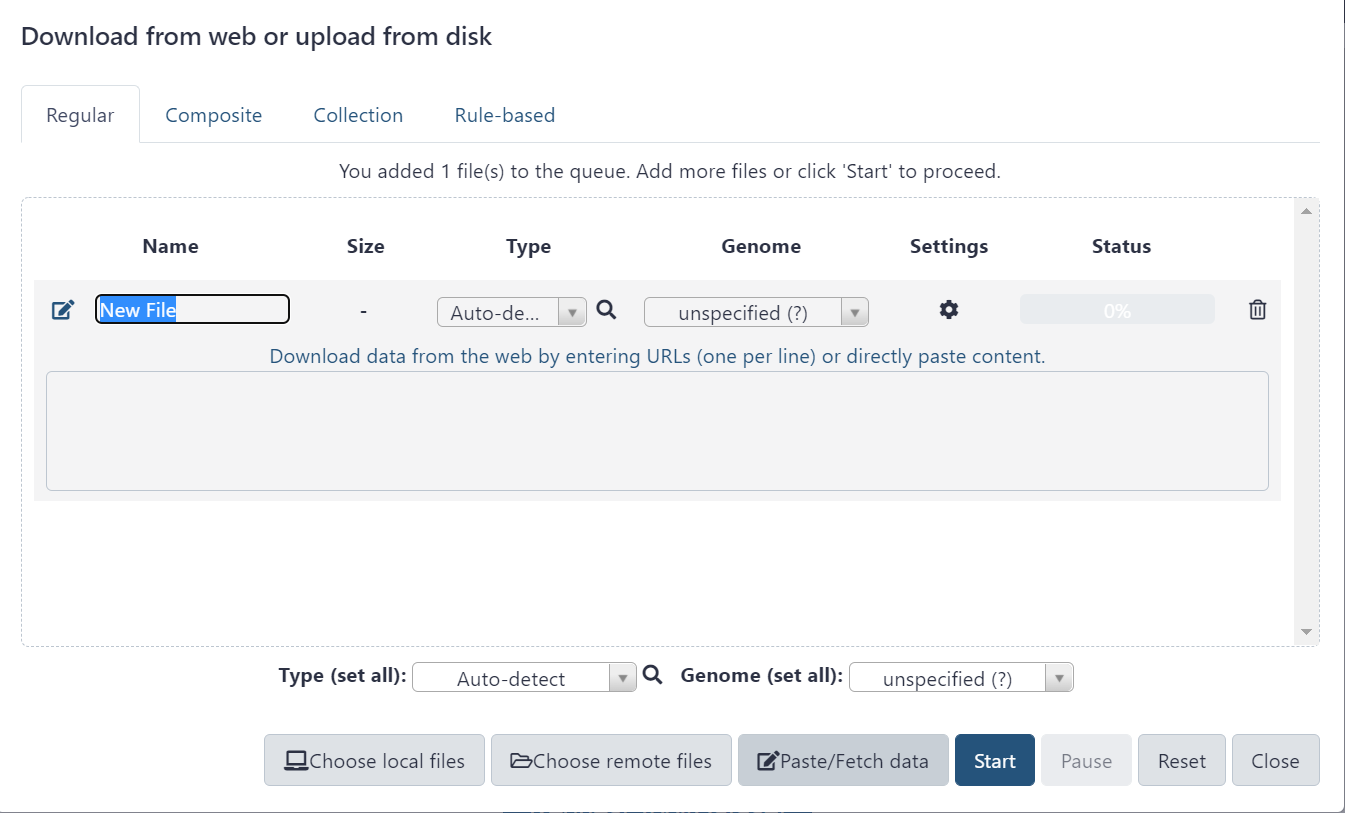 Download from web or upload from disk
Regular Composite Collection Rule-based
You added 1 file(s) to the queue. Add more files or click 'Start' to proceed.
Name Size Type Genome Settings Status
New File - Auto-de... unspecified (?) 0%
Download data from the web by entering URLs (one per line) or directly paste content.
Type (set all): Auto-detect Genome (set all): unspecified (?)
Choose local files Choose remote files Paste/Fetch data Start Pause Reset Close